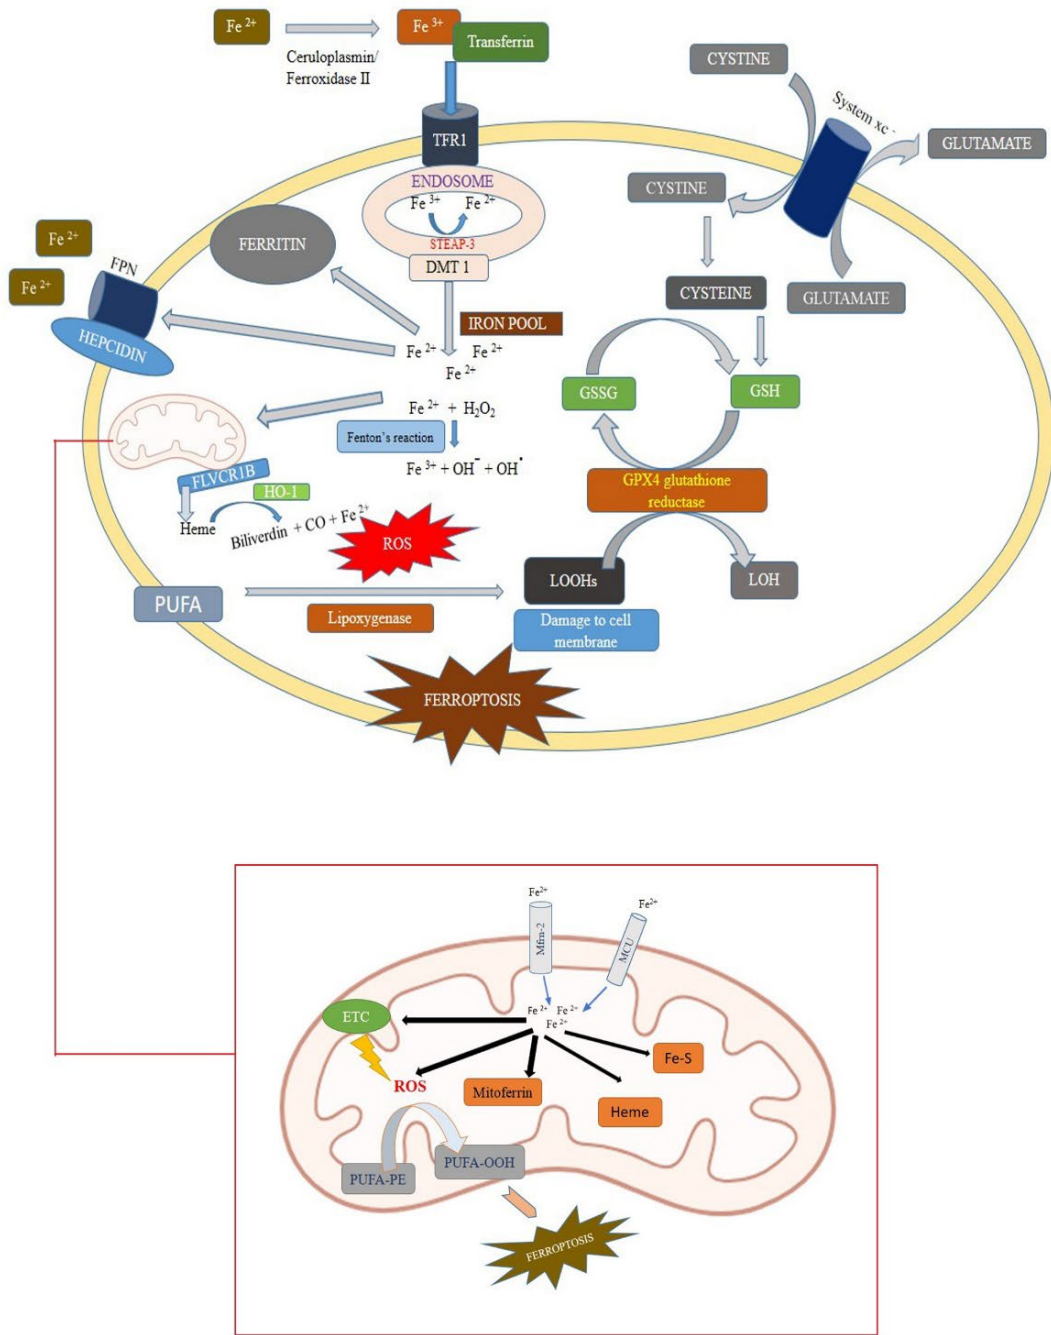 Fe 2+
Fe 3+
Transferrin
Ceruloplasmin/
Ferroxidase II
CYSTINE
System xc -
GLUTAMATE
TFR1
ENDOSOME
Fe 3+
Fe 2+
STEAP-3
DMT 1
CYSTINE
FERRITIN
Fe 2+
Fe 2+
FPN
HEPCIDIN
CYSTEINE
GLUTAMATE
IRON POOL
Fe 2+
Fe 2+
Fe 2+
GSSG
GSH
Fe 2+ + H2O2
Fenton's reaction
Fe 3+ + OH- + OH•
FLVCR1B
HO-1
Heme
Biliverdin + CO + Fe 2+
GPX4 glutathione
reductase
ROS
PUFA
Lipoxygenase
LOOHs
LOH
Damage to cell
membrane
FERROPTOSIS
Fe2+
Fe2+
Mfrn-2
MCU
Fe 2+
Fe 2+
Fe 2+
ETC
ROS
Mitoferrin
Heme
Fe-S
PUFA-PE
PUFA-OOH
FERROPTOSIS